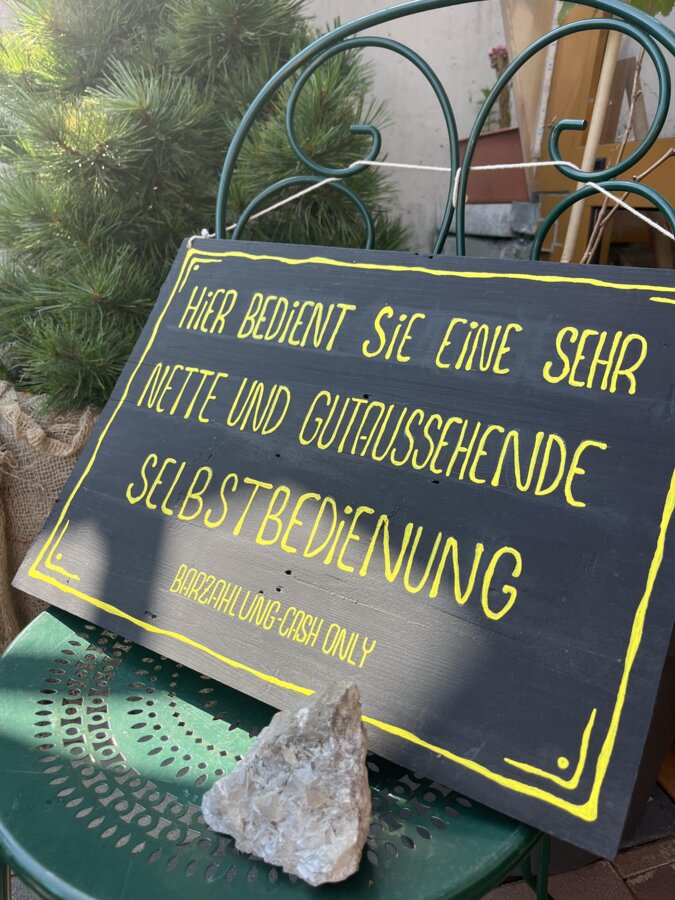 HiER BEDiENT SiE EiNE SEHR
NETTE UND GUTAUSSEHENDE
SELBSTBEDiENUNG
BARZAHLUNG-CASH ONLY